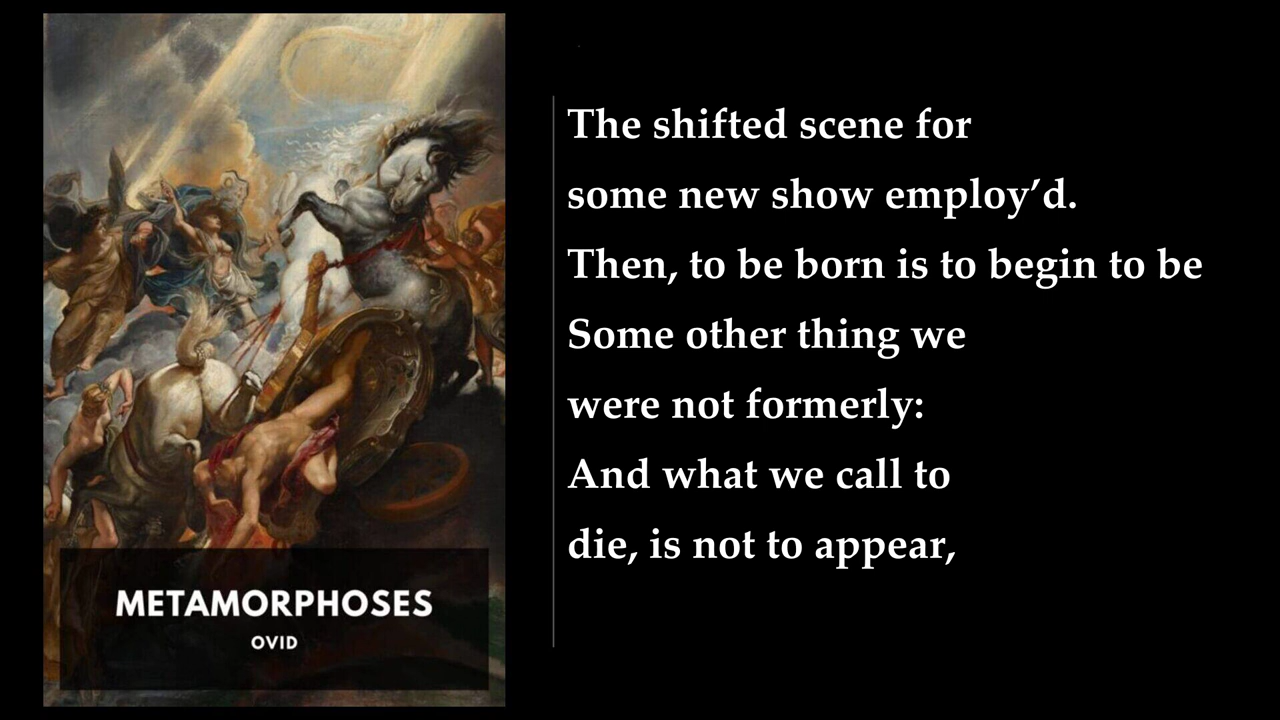 METAMORPHOSES
OVID
The shifted scene for
some new show employ’d.
Then, to be born is to begin to be
Some other thing we
were not formerly:
And what we call to
die, is not to appear,